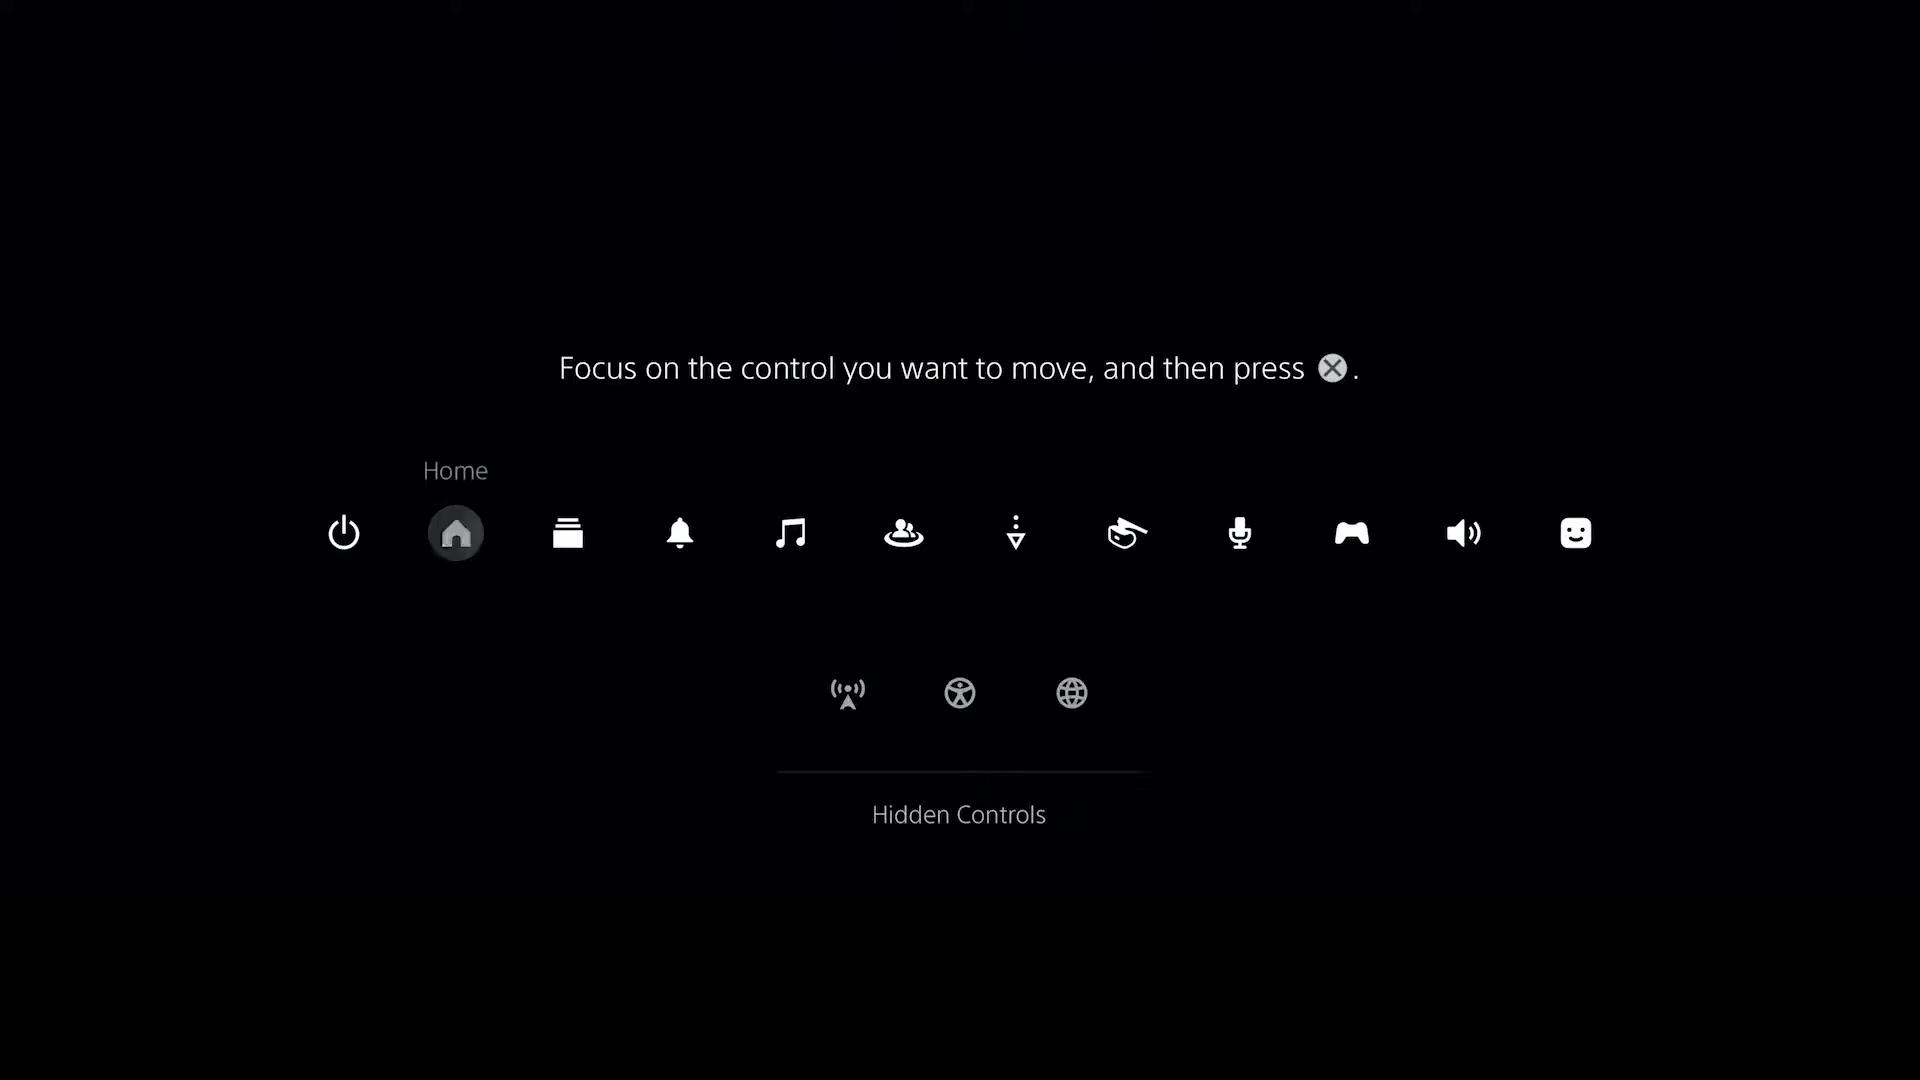 Focus on the control you want to move, and then press ⊗.
Home
Hidden Controls